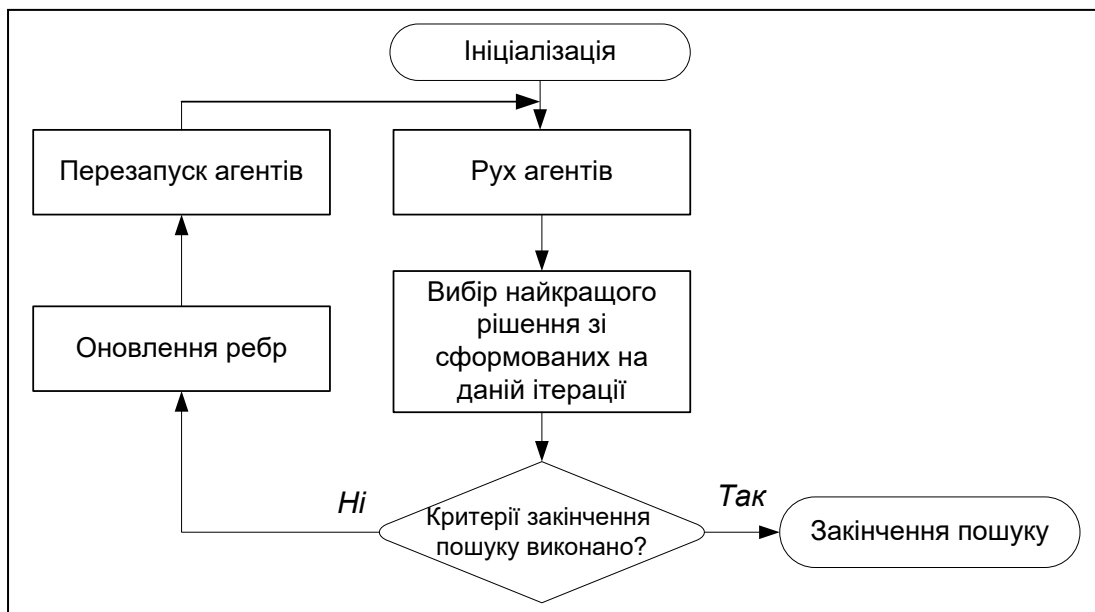 Ініціалізація
Перезапуск агентів
Рух агентів
Вибір найкращого
рішення зі
сформованих на
даній ітерації
Оновлення ребр
Ні
Так
Критерії закінчення
пошуку виконано?
Закінчення пошуку